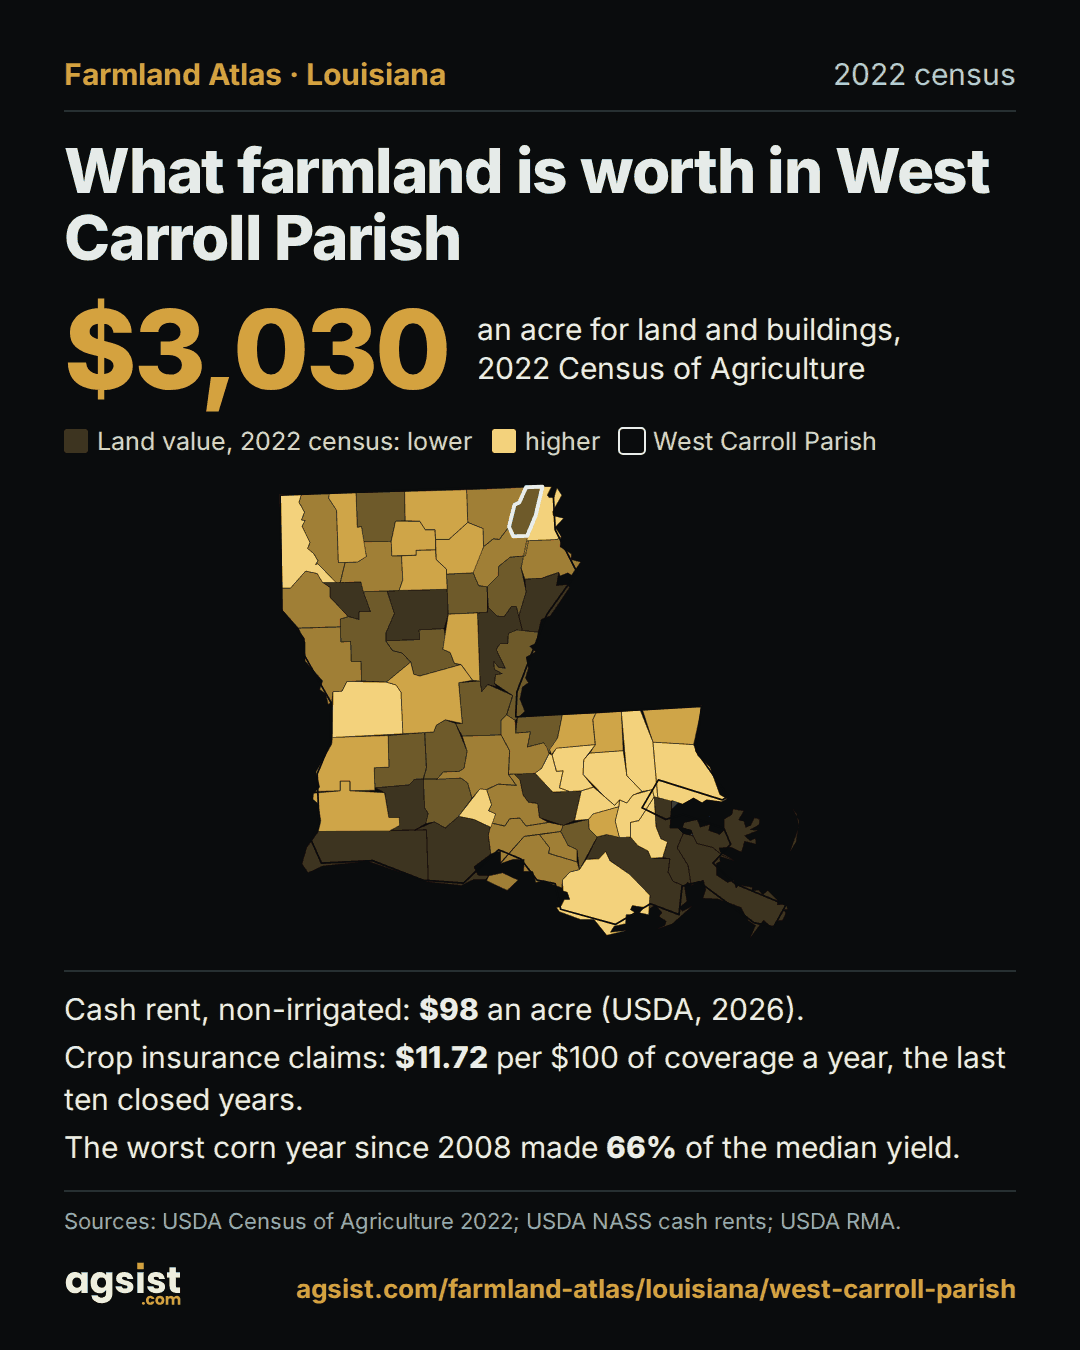 Farmland Atlas · Louisiana
2022 census
What farmland is worth in West
Carroll Parish
$3,030
an acre for land and buildings,
2022 Census of Agriculture
Land value, 2022 census: lower
higher
West Carroll Parish
Cash rent, non-irrigated: $98 an acre (USDA, 2026).
Crop insurance claims: $11.72 per $100 of coverage a year, the last
ten closed years.
The worst corn year since 2008 made 66% of the median yield.
Sources: USDA Census of Agriculture 2022; USDA NASS cash rents; USDA RMA.
agsist
.com
agsist.com/farmland-atlas/louisiana/west-carroll-parish